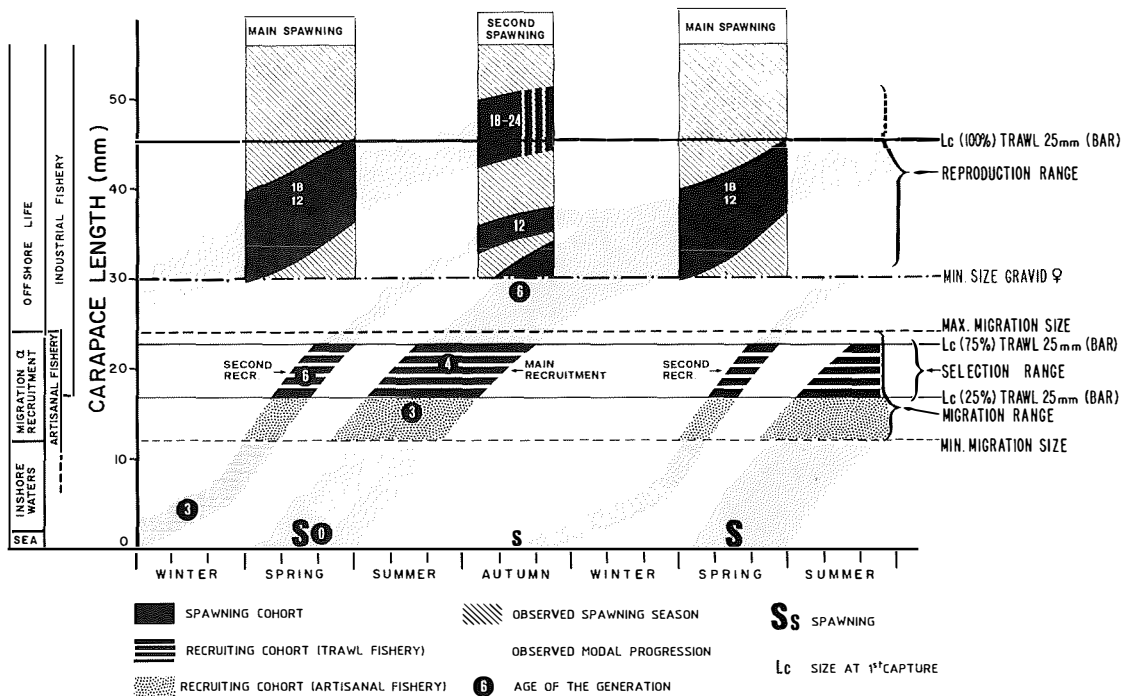 MAIN SPAWNING
SECOND
SPAWNING
MAIN SPAWNING
OFFSHORE LIFE
INDUSTRIAL FISHERY
MIGRATION α
RECRUITMENT
ARTISANAL FISHERY
INSHORE
WATERS
SEA
CARAPACE LENGTH (mm)
50
40
30
20
10
0
18-24
18
12
12
6
18
12
SECOND
RECR.
6
4
MAIN
RECRUITMENT
3
SECOND
RECR.
3
S 0
s
S
Lc (100%) TRAWL 25mm (BAR)
REPRODUCTION RANGE
MIN. SIZE GRAVID ♀
MAX. MIGRATION SIZE
Lc (75%) TRAWL 25mm (BAR)
SELECTION RANGE
Lc (25%) TRAWL 25mm (BAR)
MIGRATION RANGE
MIN. MIGRATION SIZE
WINTER SPRING SUMMER AUTUMN WINTER SPRING SUMMER
SPAWNING COHORT
OBSERVED SPAWNING SEASON
Ss SPAWNING
RECRUITING COHORT (TRAWL FISHERY)
OBSERVED MODAL PROGRESSION
Lc SIZE AT 1st CAPTURE
RECRUITING COHORT (ARTISANAL FISHERY)
6 AGE OF THE GENERATION